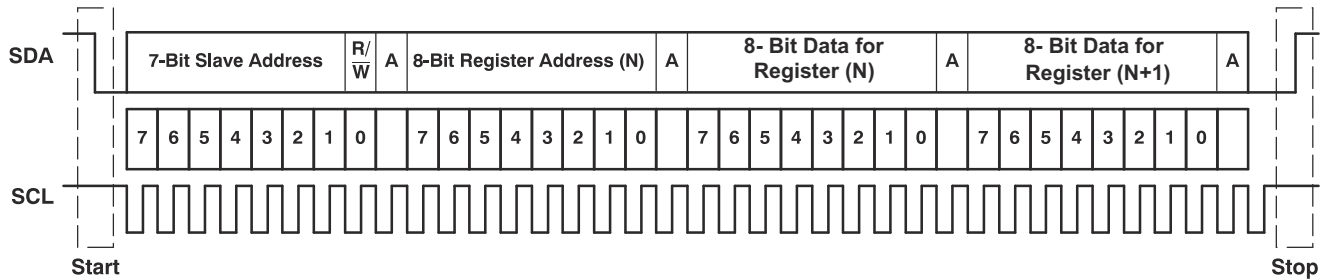 SDA
7-Bit Slave Address
R/
W
A
8-Bit Register Address (N)
A
8- Bit Data for
Register (N)
A
8- Bit Data for
Register (N+1)
A
7 6 5 4 3 2 1 0 7 6 5 4 3 2 1 0 7 6 5 4 3 2 1 0 7 6 5 4 3 2 1 0
SCL
Start
Stop